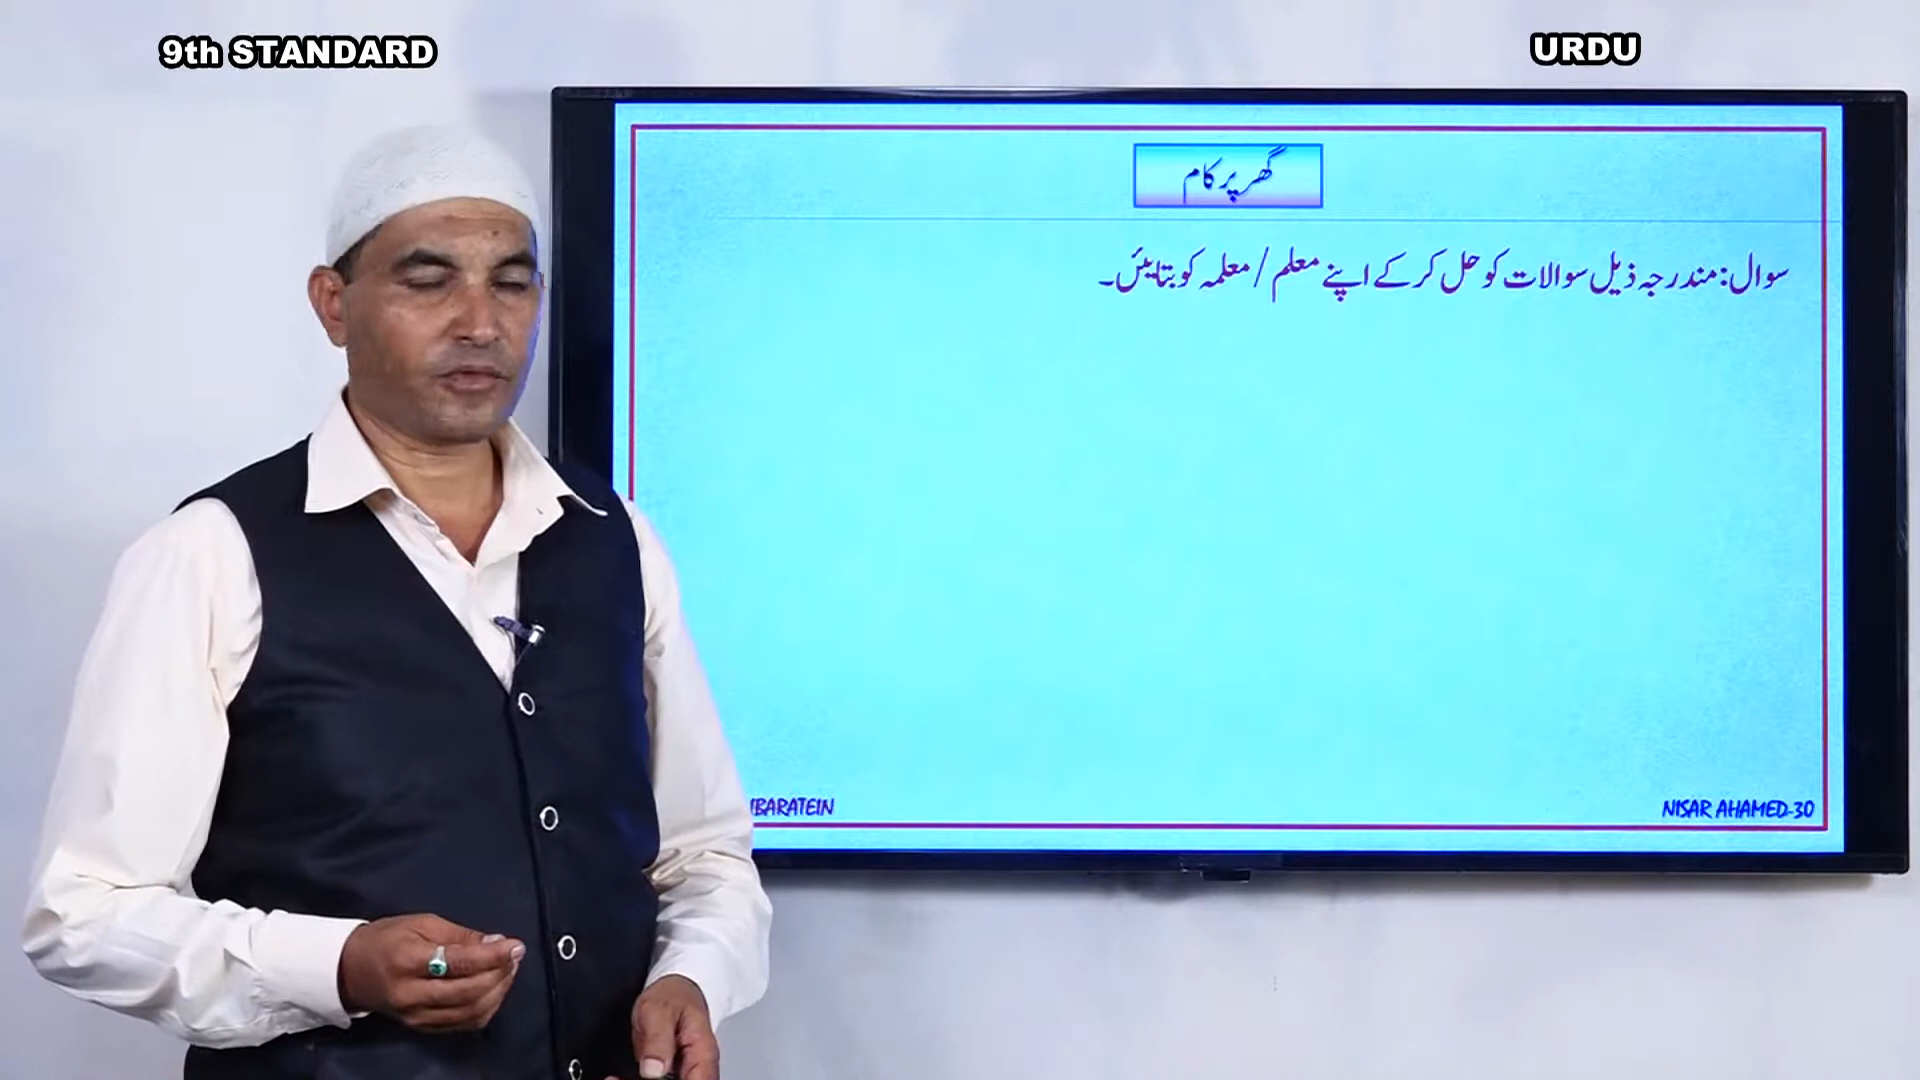 9th STANDARD
URDU
گھر پر کام
سوال: مندرجہ ذیل سوالات کو حل کر کے اپنے معلم / معلمہ کو بتایئں۔
IBARATEIN
NISAR AHAMED-30